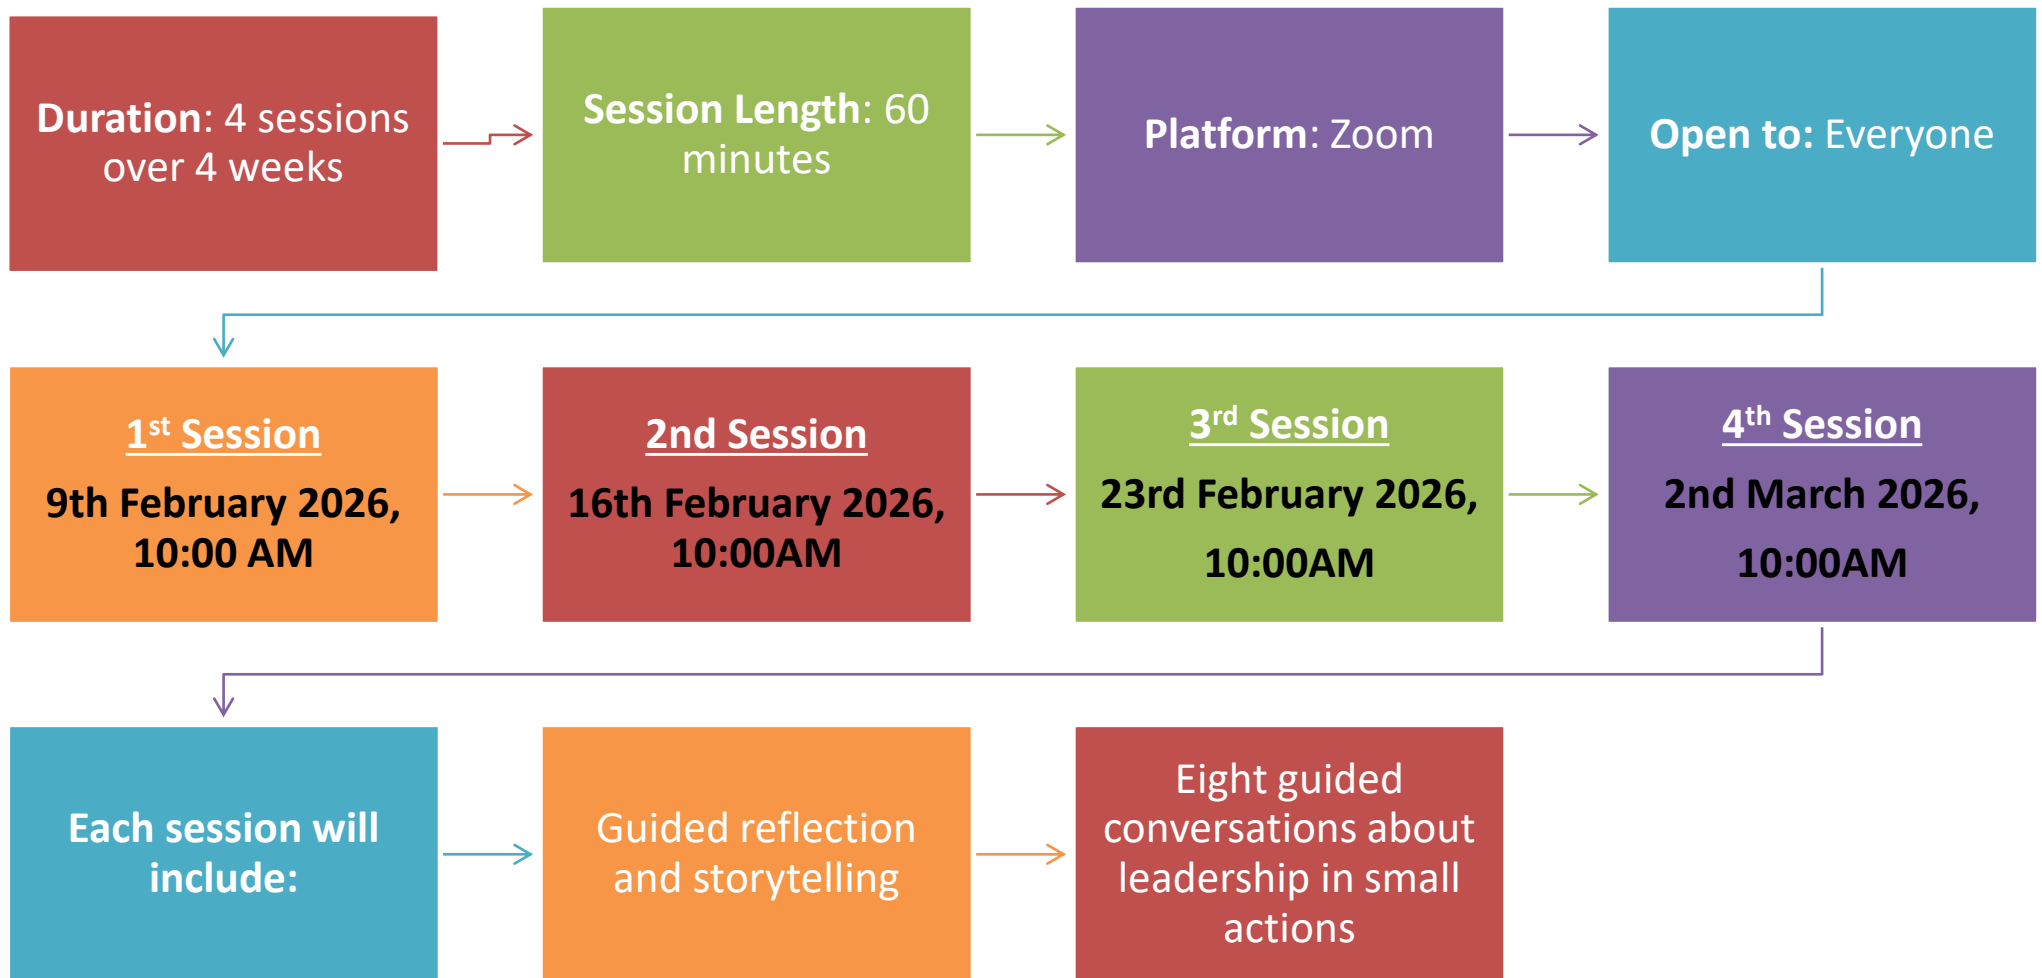 Duration: 4 sessions
over 4 weeks
Session Length: 60
minutes
Platform: Zoom
Open to: Everyone
1st Session
9th February 2026,
10:00 AM
2nd Session
16th February 2026,
10:00AM
3rd Session
23rd February 2026,
10:00AM
4th Session
2nd March 2026,
10:00AM
Each session will
include:
Guided reflection
and storytelling
Eight guided
conversations about
leadership in small
actions